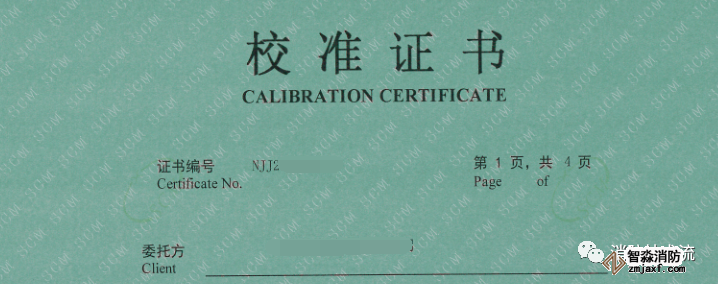 校准证书
CALIBRATION CERTIFICATE
证书编号 NJJ2
Certificate No.
第 1 页，共 4 页
Page of
委托方
Client
智淼消防
zmjaxf.com